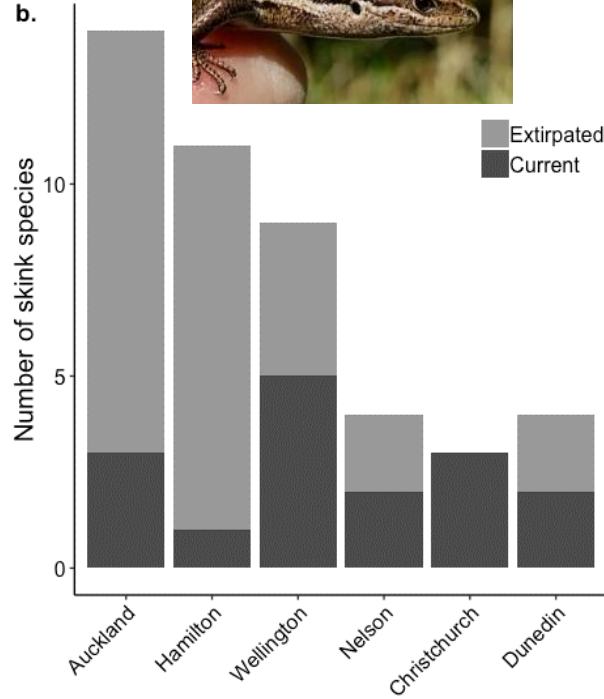 b.
Extirpated
Current
Number of skink species
10
5
0
Auckland
Hamilton
Wellington
Nelson
Christchurch
Dunedin